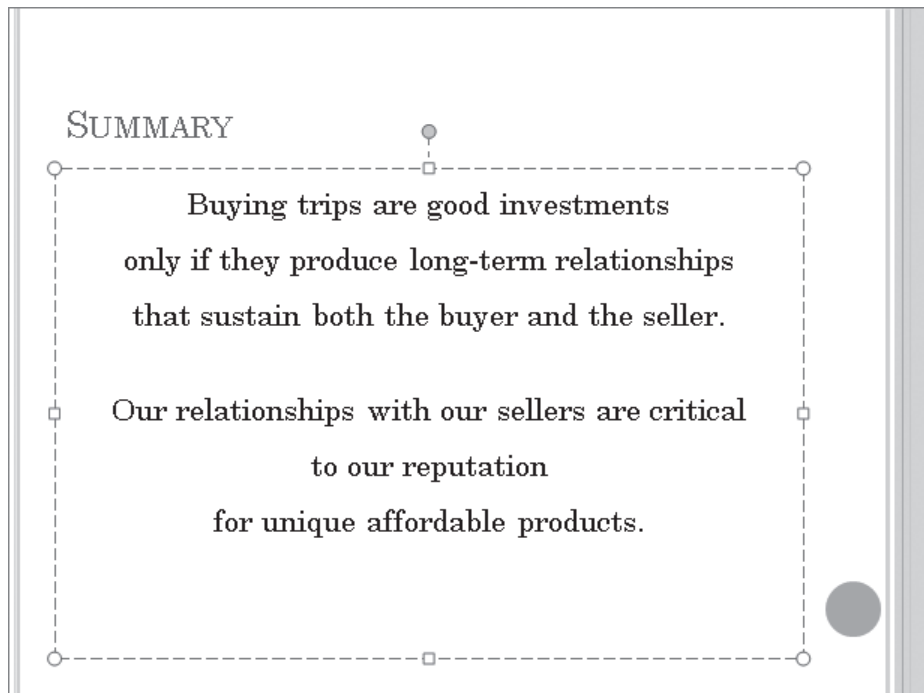 SUMMARY
Buying trips are good investments
only if they produce long-term relationships
that sustain both the buyer and the seller.
Our relationships with our sellers are critical
to our reputation
for unique affordable products.